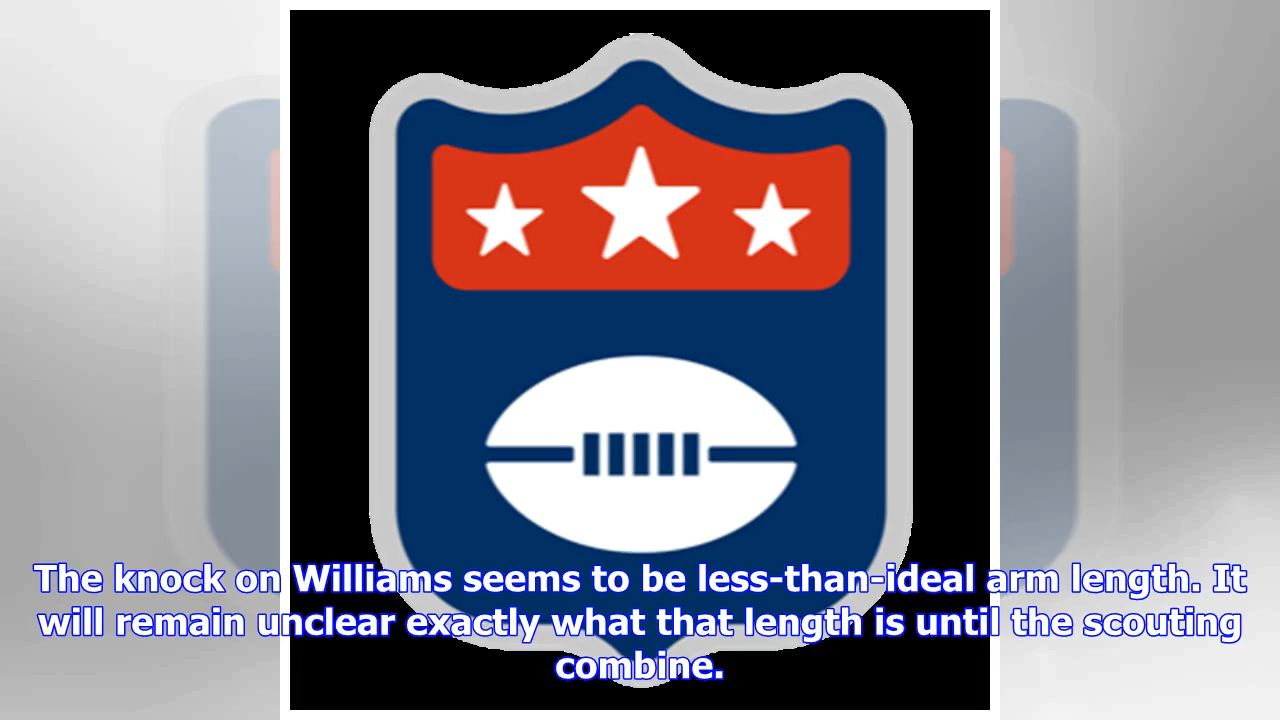 The knock on Williams seems to be less-than-ideal arm length. It
will remain unclear exactly what that length is until the scouting
combine.